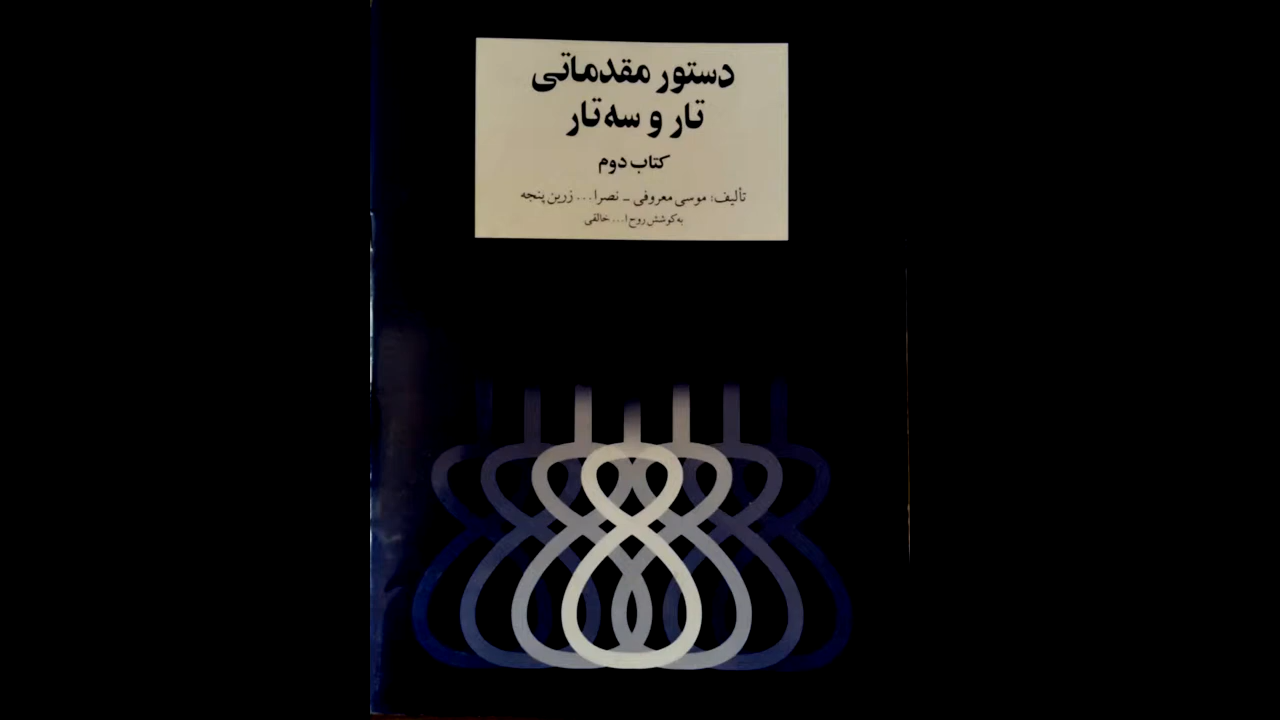 دستور مقدماتی
تار و سه‌تار
کتاب دوم
تألیف: موسی معروفی ـ نصرا... زرین پنجه
به‌کوشش روح ا... خالقی